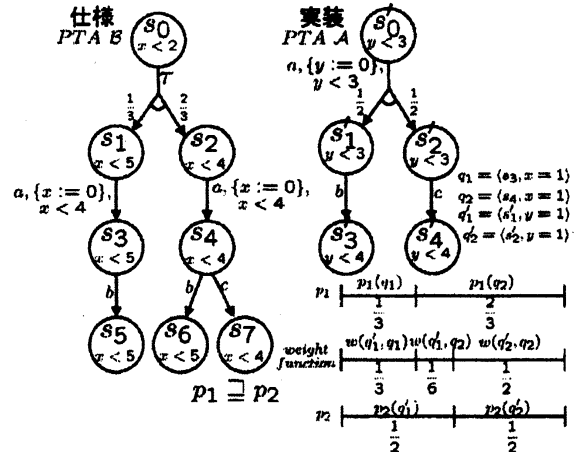 仕様
PTA B
s0
x < 2
τ
1/3
2/3
s1
x < 5
s2
x < 4
a, {x := 0},
x < 4
a, {x := 0},
x < 4
s3
x < 5
s4
x < 4
b
b
c
s5
x < 5
s6
x < 5
s7
x < 4
p1 ⊒ p2
実装
PTA A
s'0
y < 3
a, {y := 0},
y < 3
1/2
1/2
s'1
y < 3
s'2
y < 3
b
c
s'3
y < 4
s'4
y < 4
q1 = ⟨s3, x = 1⟩
q2 = ⟨s4, x = 1⟩
q'1 = ⟨s'1, y = 1⟩
q'2 = ⟨s'2, y = 1⟩
p1
p1(q1)
p1(q2)
1/3
2/3
weight
function
w(q'1, q1) w(q'1, q2) w(q'2, q2)
1/3
1/6
1/2
p2
p2(q'1)
p2(q'2)
1/2
1/2